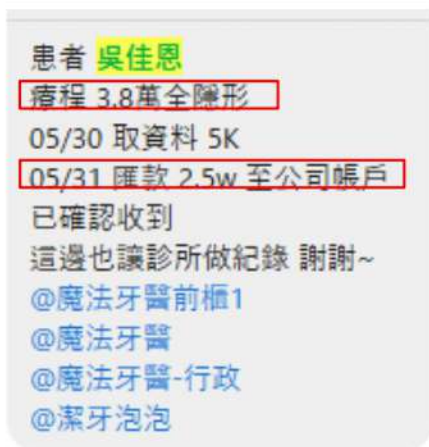 患者 吳佳恩
療程 3.8萬全隱形
05/30 取資料 5K
05/31 匯款 2.5w 至公司帳戶
已確認收到
這邊也讓診所做紀錄 謝謝~
@魔法牙醫前櫃1
@魔法牙醫
@魔法牙醫-行政
@潔牙泡泡